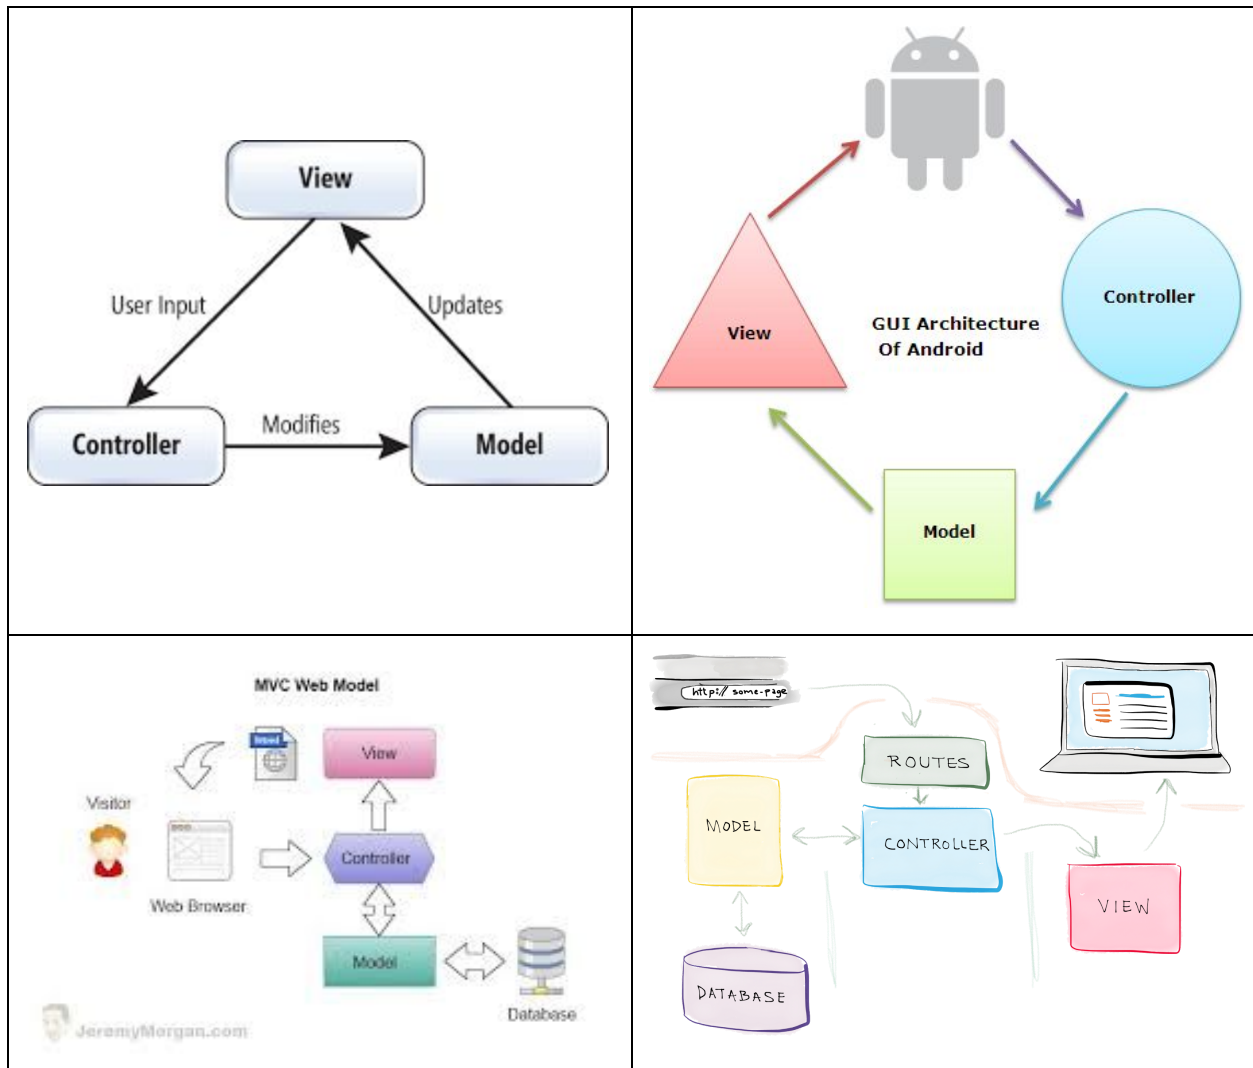 View
User Input
Updates
Controller
Modifies
Model
Controller
GUI Architecture
Of Android
View
Model
MVC Web Model
html
View
Visitor
Controller
Web Browser
Model
Database
JeremyMorgan.com
http:// some-page
ROUTES
MODEL
CONTROLLER
VIEW
DATABASE